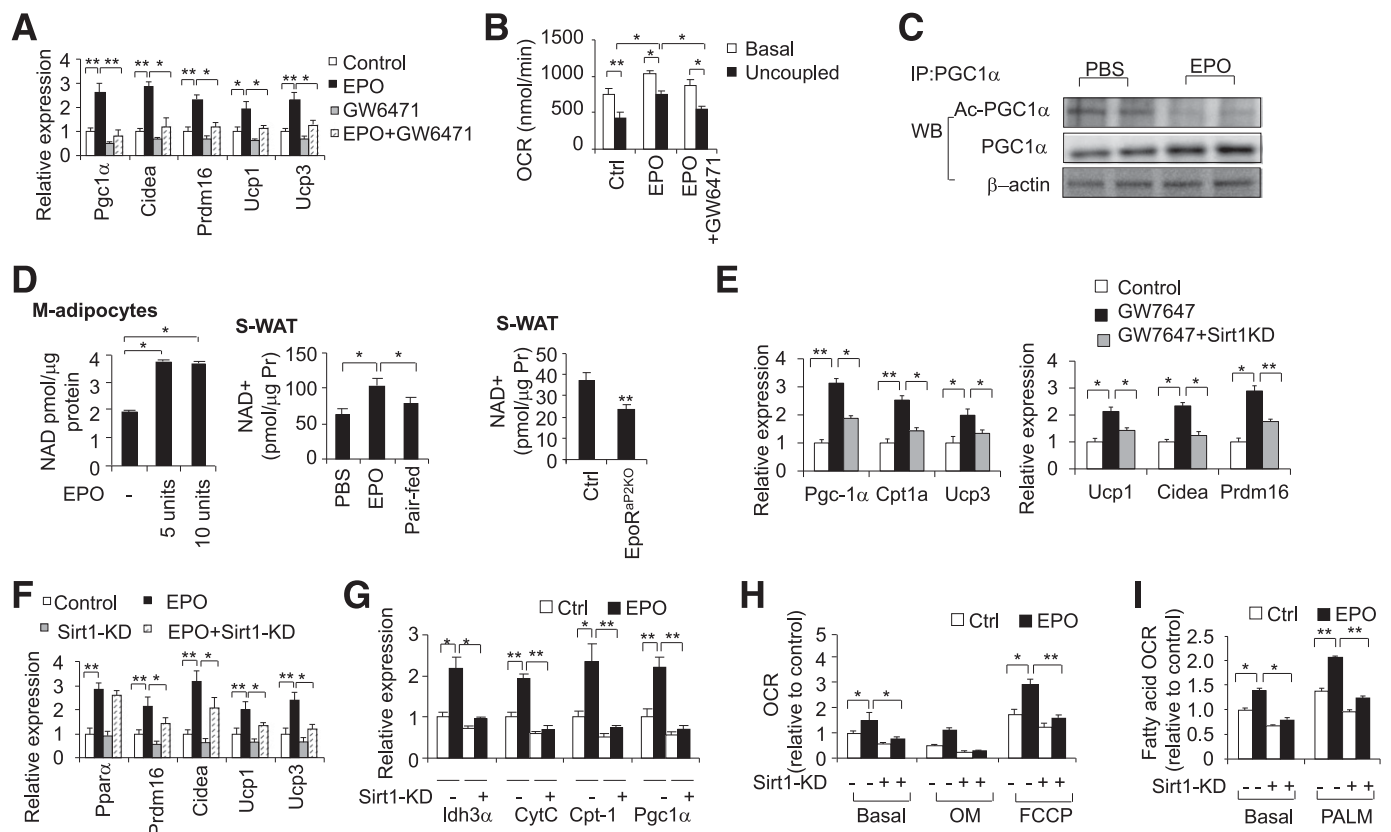 A
** ** ** * ** * * * ** *
Control
EPO
GW6471
EPO+GW6471
Relative expression
4
3
2
1
0
Pgc1α Cidea Prdm16 Ucp1 Ucp3
B
OCR (nmol/min)
1500
1000
500
0
* *
** * *
Basal
Uncoupled
Ctrl EPO EPO +GW6471
C
IP:PGC1α PBS EPO
Ac-PGC1α
WB
PGC1α
β–actin
D
M-adipocytes
NAD pmol/μg protein
4
3
2
1
0
*
*
EPO - 5 units 10 units
S-WAT
NAD+ (pmol/μg Pr)
150
100
50
0
* *
PBS EPO Pair-fed
S-WAT
NAD+ (pmol/μg Pr)
50
40
30
20
10
0
**
Ctrl EpoRaP2KO
E
Control
GW7647
GW7647+Sirt1KD
Relative expression
4
3
2
1
0
** * ** * * *
Pgc-1α Cpt1a Ucp3
Relative expression
4
3
2
1
0
* * * * * **
Ucp1 Cidea Prdm16
F
Control EPO
Sirt1-KD EPO+Sirt1-KD
Relative expression
4
3
2
1
0
** ** * ** * ** * ** *
Pparα Prdm16 Cidea Ucp1 Ucp3
G
Ctrl EPO
Relative expression
3
2
1
0
* * ** ** * ** ** **
Sirt1-KD - + - + - + - +
Idh3α CytC Cpt-1 Pgc1α
H
Ctrl EPO
OCR (relative to control)
5
4
3
2
1
0
* * * **
Sirt1-KD - - + + - - + + - - + +
Basal OM FCCP
I
Ctrl EPO
Fatty acid OCR (relative to control)
2.5
2.0
1.5
1.0
0.5
0.0
* * ** **
Sirt1-KD - - + + - - + +
Basal PALM